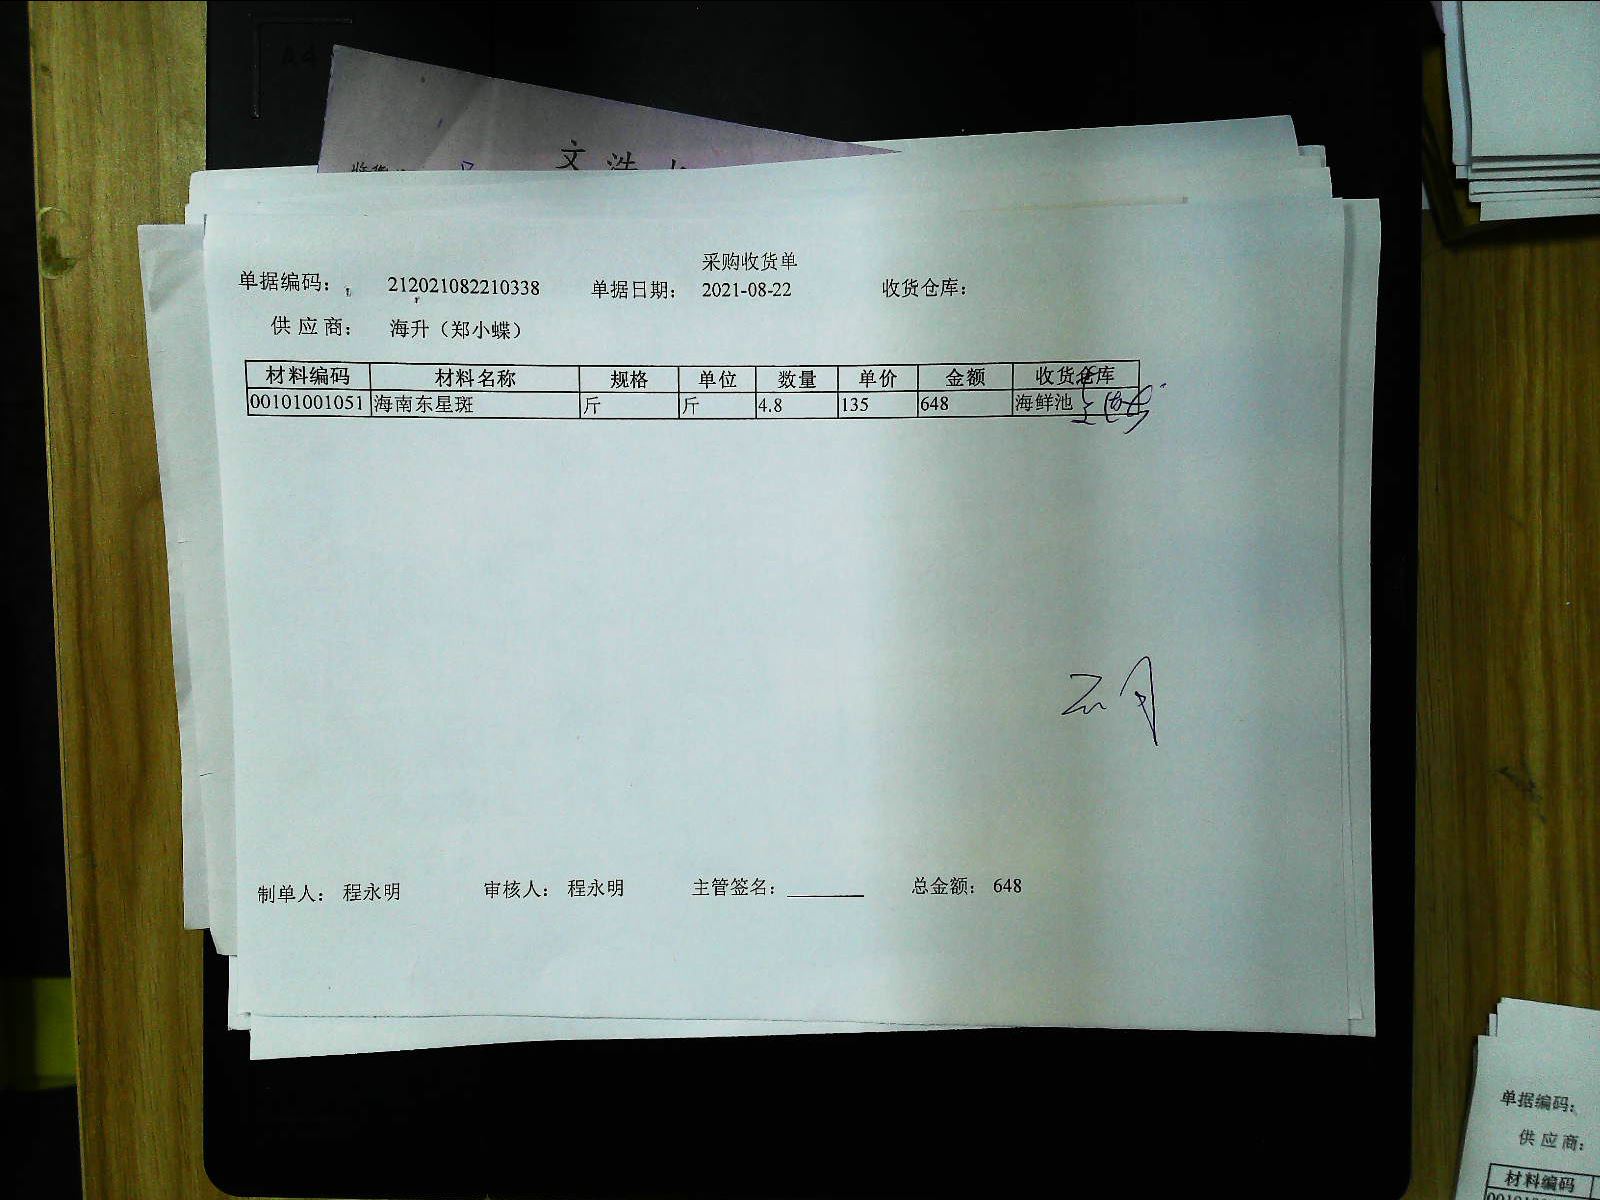 A4
文浩
采购收货单
单据编码： 212021082210338 单据日期： 2021-08-22 收货仓库：
供应商： 海升（郑小蝶）
材料编码 材料名称 规格 单位 数量 单价 金额 收货仓库
00101001051 海南东星斑 斤 斤 4.8 135 648 海鲜池
制单人： 程永明 审核人： 程永明 主管签名： 总金额： 648
单据编码：
供应商：
材料编码